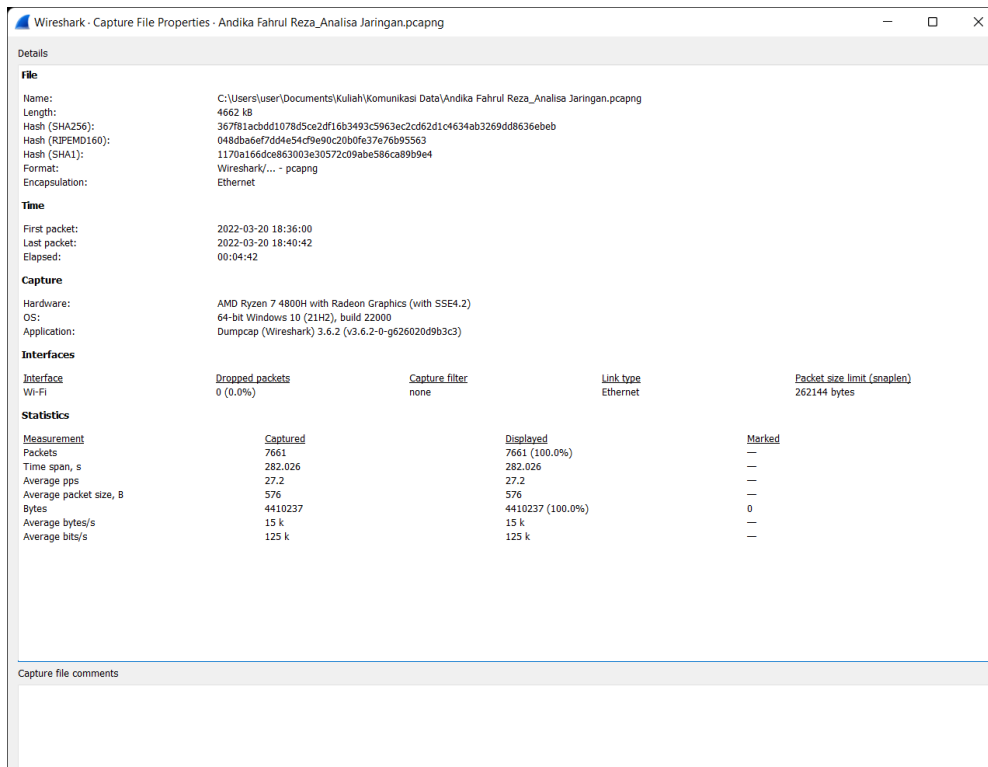 Wireshark · Capture File Properties · Andika Fahrul Reza_Analisa Jaringan.pcapng
Details
File
Name: C:\Users\user\Documents\Kuliah\Komunikasi Data\Andika Fahrul Reza_Analisa Jaringan.pcapng
Length: 4662 kB
Hash (SHA256): 367f81acbdd1078d5ce2df16b3493c5963ec2cd62d1c4634ab3269dd8636ebeb
Hash (RIPEMD160): 048dba6ef7dd4e54cf9e90c20b0fe37e76b95563
Hash (SHA1): 1170a166dce863003e30572c09abe586ca89b9e4
Format: Wireshark/... - pcapng
Encapsulation: Ethernet
Time
First packet: 2022-03-20 18:36:00
Last packet: 2022-03-20 18:40:42
Elapsed: 00:04:42
Capture
Hardware: AMD Ryzen 7 4800H with Radeon Graphics (with SSE4.2)
OS: 64-bit Windows 10 (21H2), build 22000
Application: Dumpcap (Wireshark) 3.6.2 (v3.6.2-0-g626020d9b3c3)
Interfaces
Interface Dropped packets Capture filter Link type Packet size limit (snaplen)
Wi-Fi 0 (0.0%) none Ethernet 262144 bytes
Statistics
Measurement Captured Displayed Marked
Packets 7661 7661 (100.0%) —
Time span, s 282.026 282.026 —
Average pps 27.2 27.2 —
Average packet size, B 576 576 —
Bytes 4410237 4410237 (100.0%) 0
Average bytes/s 15 k 15 k —
Average bits/s 125 k 125 k —
Capture file comments